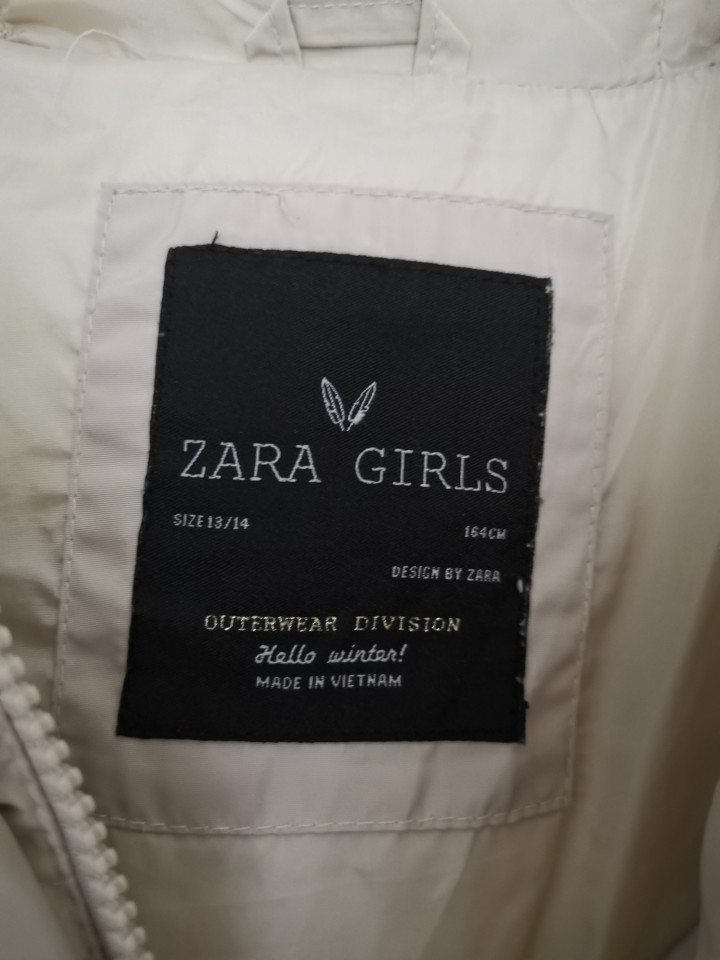 ZARA GIRLS
SIZE 13/14
164CM
DESIGN BY ZARA
OUTERWEAR DIVISION
Hello winter!
MADE IN VIETNAM